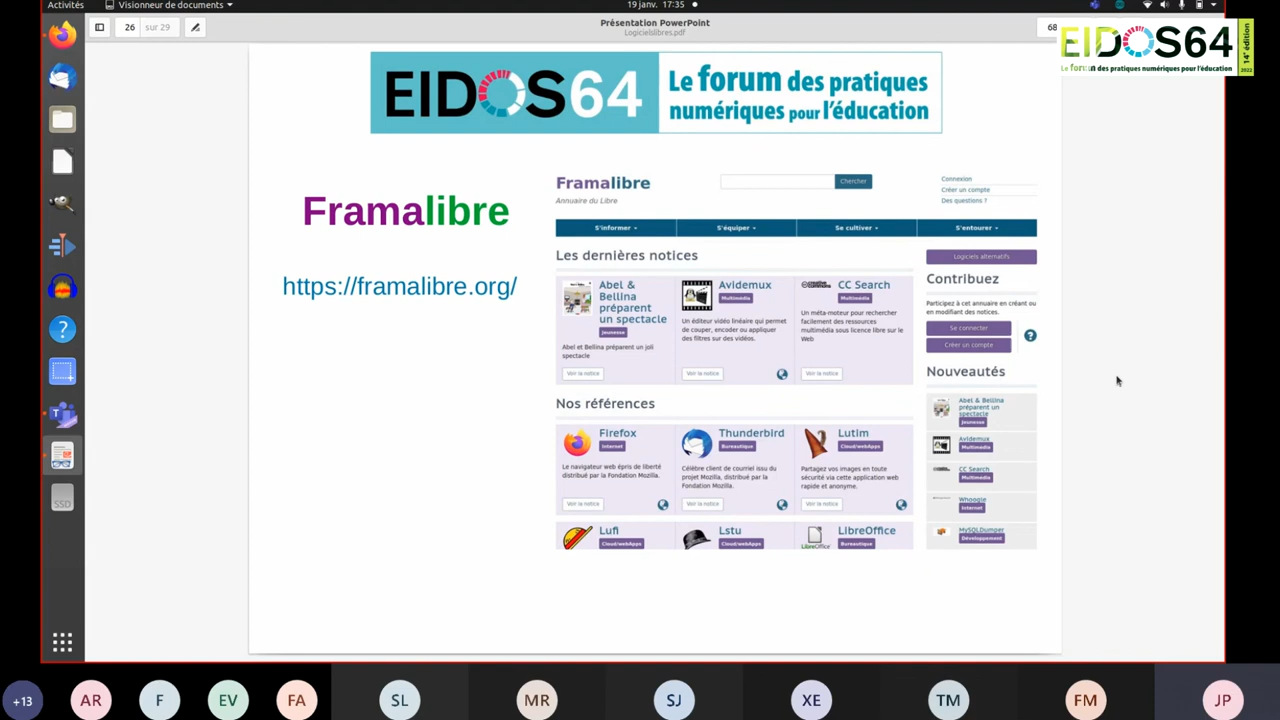 Activités
Visionneur de documents
19 janv. 17:35
26 sur 29
Présentation PowerPoint
Logicielslibres.pdf
68
EIDOS64
Le forum des pratiques numériques pour l'éducation
14e édition
2022
EIDOS64
Le forum des pratiques
numériques pour l'éducation
Framalibre
https://framalibre.org/
Framalibre
Annuaire du Libre
Chercher
Connexion
Créer un compte
Des questions ?
S'informer
S'équiper
Se cultiver
S'entourer
Les dernières notices
Abel &
Bellina
préparent
un spectacle
Jeunesse
Abel et Bellina préparent un joli
spectacle
Voir la notice
Avidemux
Multimédia
Un éditeur vidéo linéaire qui permet
de couper, encoder ou appliquer
des filtres sur des vidéos.
Voir la notice
CC Search
Multimédia
Un méta-moteur pour rechercher
facilement des ressources
multimédia sous licence libre sur le
Web
Voir la notice
Logiciels alternatifs
Contribuez
Participez à cet annuaire en créant ou
en modifiant des notices.
Se connecter
Créer un compte
Nos références
Firefox
Internet
Le navigateur web épris de liberté
distribué par la Fondation Mozilla.
Voir la notice
Thunderbird
Bureautique
Célèbre client de courriel issu du
projet Mozilla, distribué par la
Fondation Mozilla.
Voir la notice
Lutim
Cloud/webApps
Partagez vos images en toute
sécurité via cette application web
rapide et anonyme.
Voir la notice
Lufi
Cloud/webApps
Lstu
Cloud/webApps
LibreOffice
LibreOffice
Bureautique
Nouveautés
Abel & Bellina
préparent un
spectacle
Jeunesse
Avidemux
Multimédia
CC Search
Multimédia
Whoogle
Internet
MySQLDumper
Développement
SSD
+13
AR
F
EV
FA
SL
MR
SJ
XE
TM
FM
JP